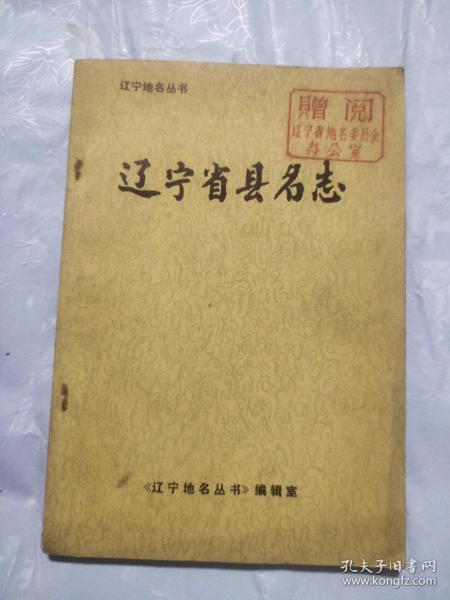 辽宁地名丛书
贈阅
辽宁省地名委员会
办公室
辽宁省县名志
《辽宁地名丛书》编辑室
孔夫子旧书网
www.kongfz.com